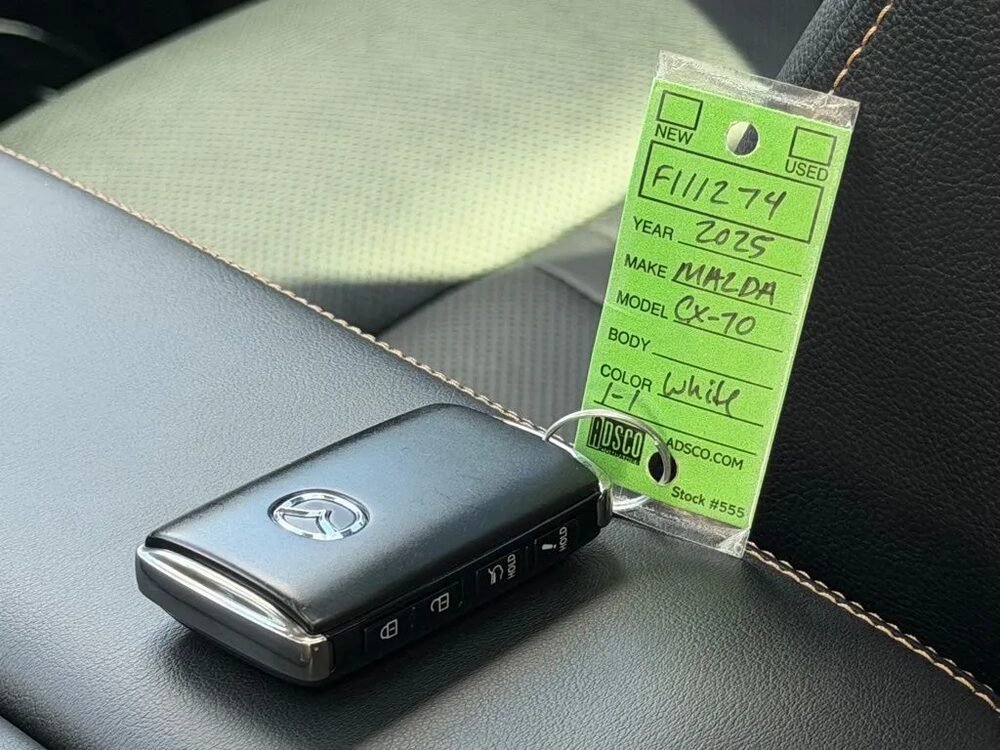 NEW
USED
F111274
YEAR 2025
MAKE MAZDA
MODEL CX-70
BODY
COLOR White
1-1
ADSCO ADSCO.COM
Stock #555
HOLD
HOLD